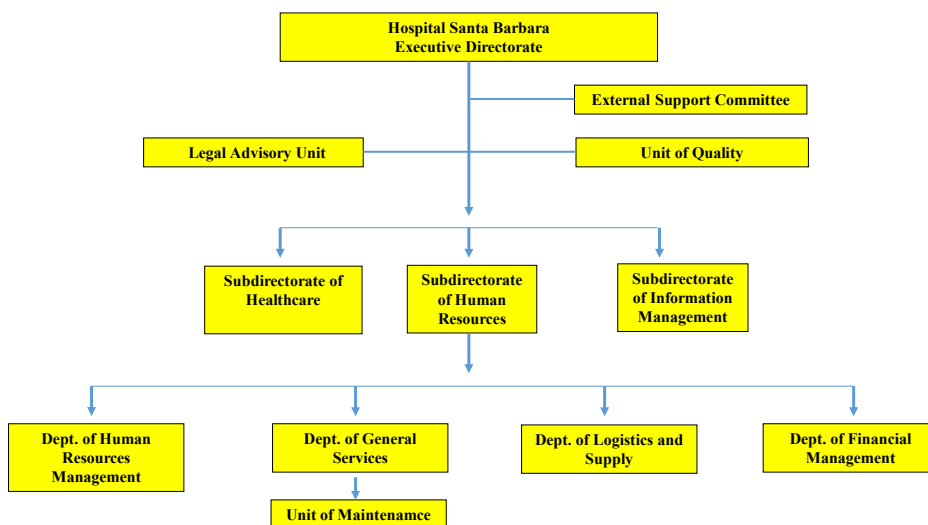 Hospital Santa Barbara
Executive Directorate
External Support Committee
Legal Advisory Unit
Unit of Quality
Subdirectorate of
Healthcare
Subdirectorate
of Human
Resources
Subdirectorate
of Information
Management
Dept. of Human
Resources
Management
Dept. of General
Services
Dept. of Logistics and
Supply
Dept. of Financial
Management
Unit of Maintenamce